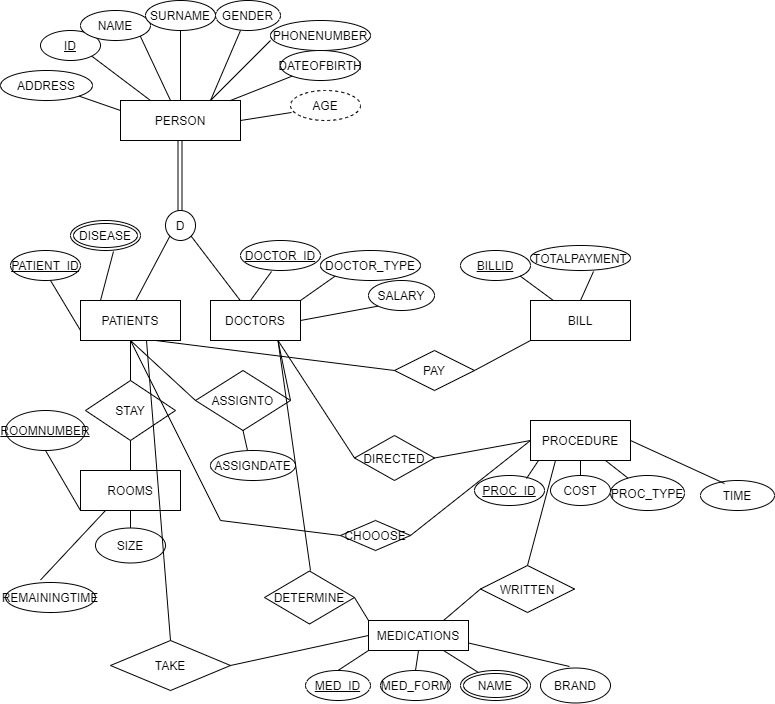 SURNAME
GENDER
NAME
PHONENUMBER
ID
DATEOFBIRTH
ADDRESS
AGE
PERSON
D
DISEASE
DOCTOR_ID
PATIENT_ID
DOCTOR_TYPE
BILLID
TOTALPAYMENT
SALARY
PATIENTS
DOCTORS
BILL
PAY
STAY
ASSIGNTO
ROOMNUMBER
PROCEDURE
DIRECTED
ASSIGNDATE
ROOMS
PROC_ID
COST
PROC_TYPE
TIME
CHOOOSE
SIZE
REMAININGTIME
DETERMINE
WRITTEN
MEDICATIONS
TAKE
MED_ID
MED_FORM
NAME
BRAND